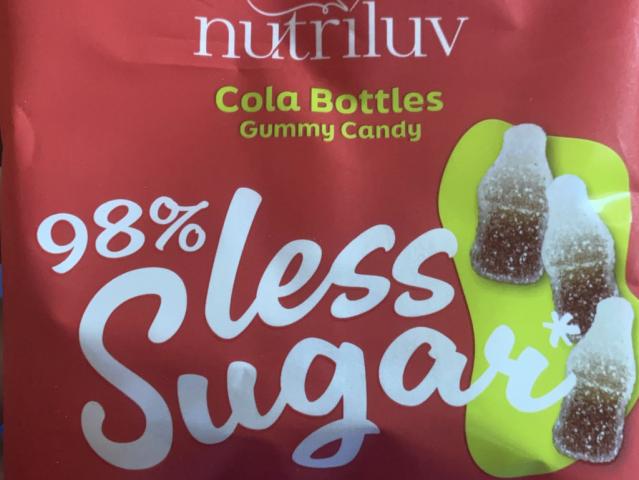 nutriluv
Cola Bottles
Gummy Candy
98% less
Sugar*